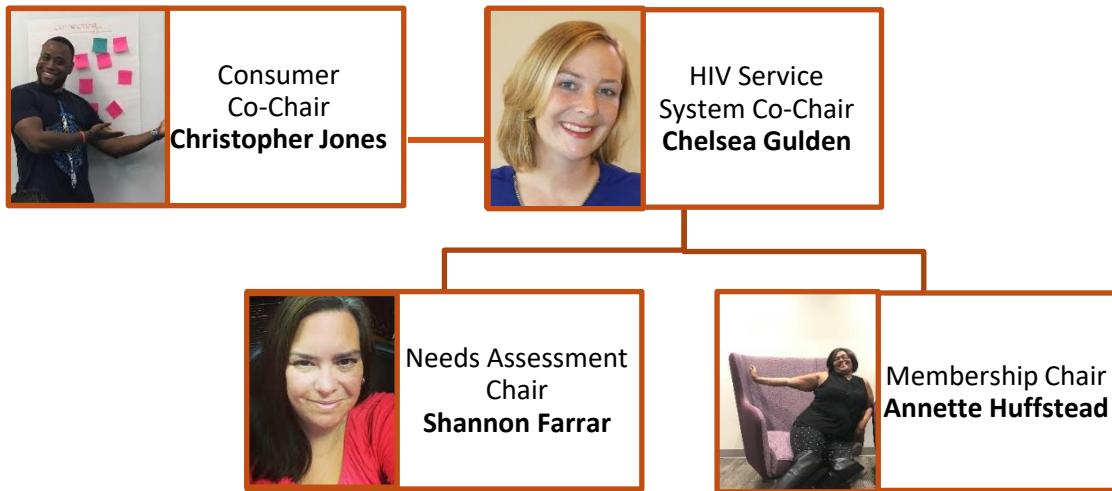 Consumer
Co-Chair
Christopher Jones
HIV Service
System Co-Chair
Chelsea Gulden
Needs Assessment
Chair
Shannon Farrar
Membership Chair
Annette Huffstead